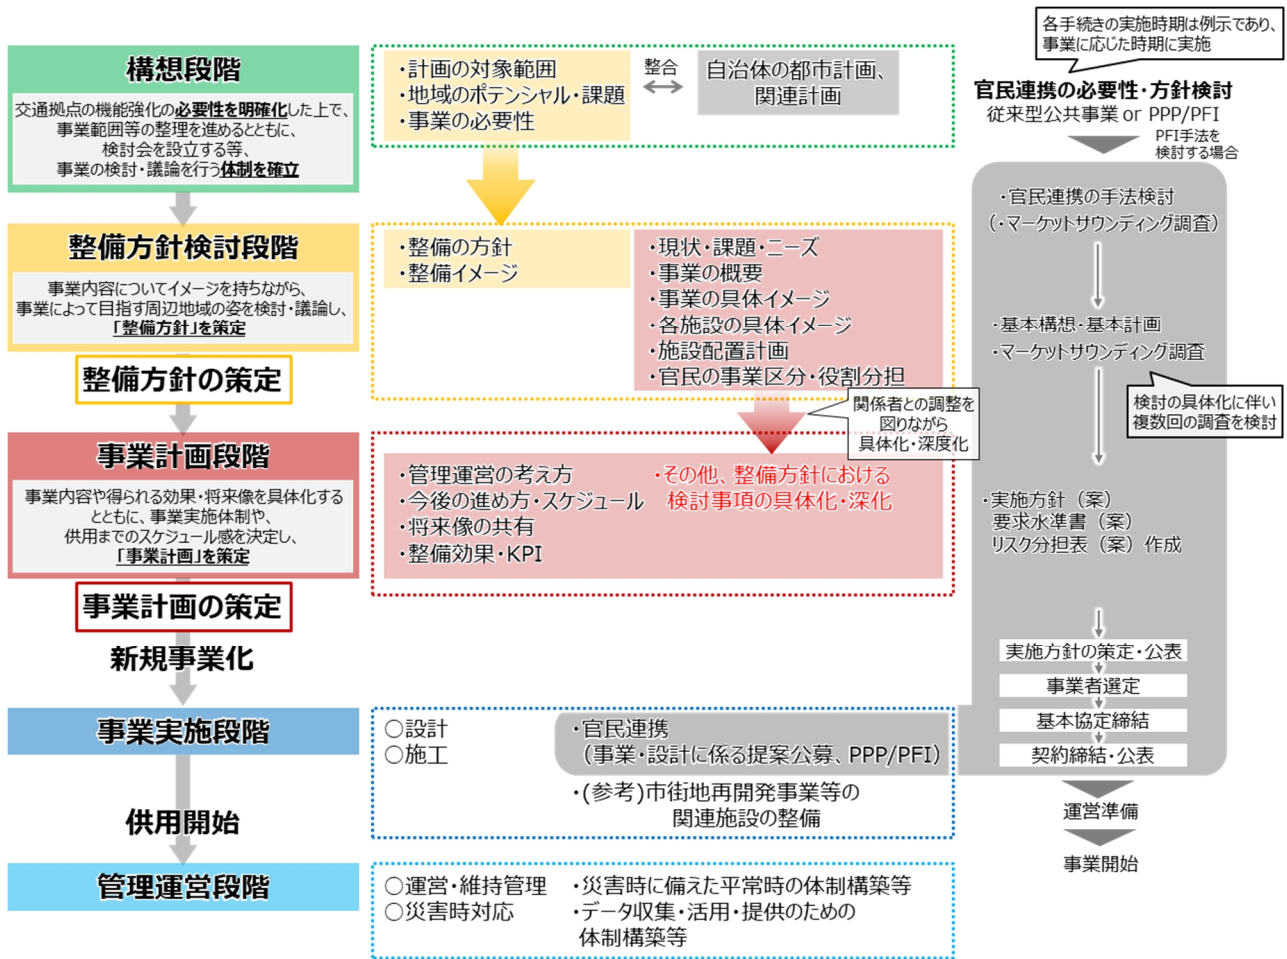 構想段階
交通拠点の機能強化の必要性を明確化した上で、
事業範囲等の整理を進めるとともに、
検討会を設立する等、
事業の検討・議論を行う体制を確立
・計画の対象範囲
・地域のポテンシャル・課題
・事業の必要性
整合
自治体の都市計画、
関連計画
整備方針検討段階
事業内容についてイメージを持ちながら、
事業によって目指す周辺地域の姿を検討・議論し、
「整備方針」を策定
整備方針の策定
・整備の方針
・整備イメージ
・現状・課題・ニーズ
・事業の概要
・事業の具体イメージ
・各施設の具体イメージ
・施設配置計画
・官民の事業区分・役割分担
関係者との調整を
図りながら
具体化・深度化
事業計画段階
事業内容や得られる効果・将来像を具体化する
とともに、事業実施体制や、
供用までのスケジュール感を決定し、
「事業計画」を策定
事業計画の策定
・管理運営の考え方
・今後の進め方・スケジュール
・将来像の共有
・整備効果・KPI
・その他、整備方針における
検討事項の具体化・深化
新規事業化
事業実施段階
○設計
○施工
・官民連携
（事業・設計に係る提案公募、PPP/PFI）
・(参考)市街地再開発事業等の
関連施設の整備
供用開始
管理運営段階
○運営・維持管理
○災害時対応
・災害時に備えた平常時の体制構築等
・データ収集・活用・提供のための
体制構築等
各手続きの実施時期は例示であり、
事業に応じた時期に実施
官民連携の必要性・方針検討
従来型公共事業 or PPP/PFI
PFI手法を
検討する場合
・官民連携の手法検討
（・マーケットサウンディング調査）
・基本構想・基本計画
・マーケットサウンディング調査
検討の具体化に伴い
複数回の調査を検討
・実施方針（案）
要求水準書（案）
リスク分担表（案）作成
実施方針の策定・公表
事業者選定
基本協定締結
契約締結・公表
運営準備
事業開始